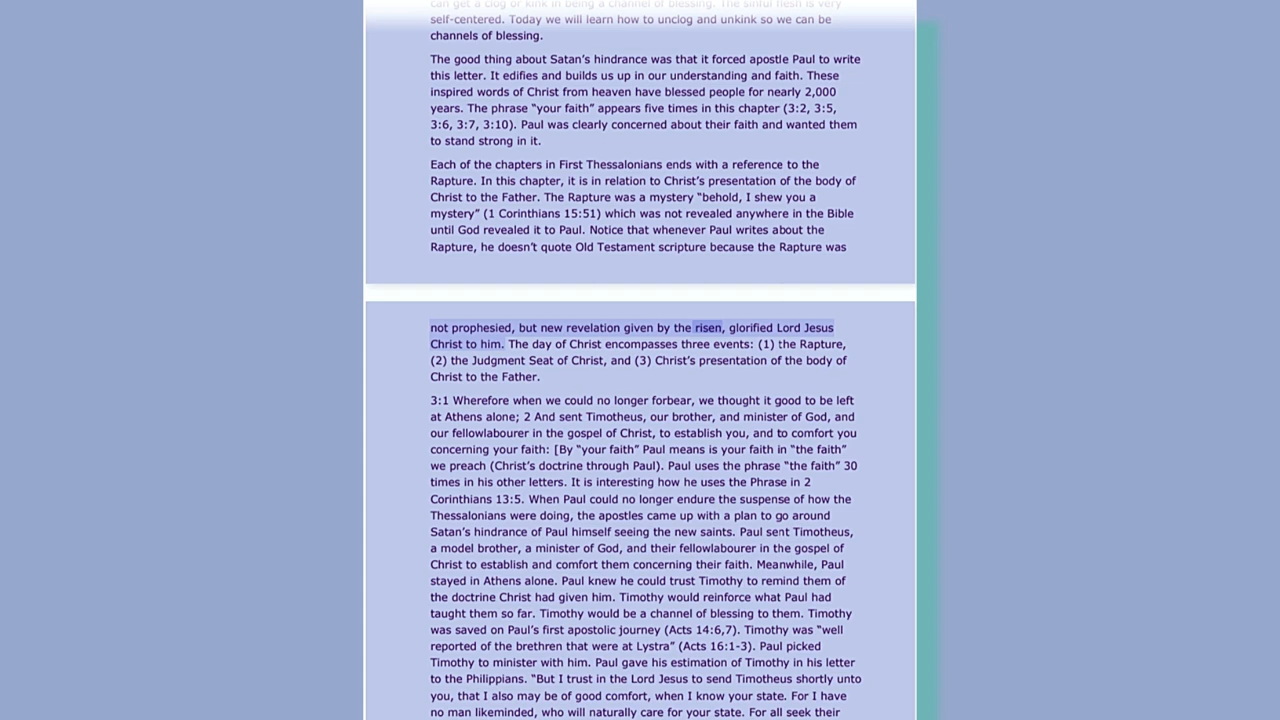 can get a clog or kink in being a channel of blessing. The sinful flesh is very
self-centered. Today we will learn how to unclog and unkink so we can be
channels of blessing.
The good thing about Satan’s hindrance was that it forced apostle Paul to write
this letter. It edifies and builds us up in our understanding and faith. These
inspired words of Christ from heaven have blessed people for nearly 2,000
years. The phrase “your faith” appears five times in this chapter (3:2, 3:5,
3:6, 3:7, 3:10). Paul was clearly concerned about their faith and wanted them
to stand strong in it.
Each of the chapters in First Thessalonians ends with a reference to the
Rapture. In this chapter, it is in relation to Christ’s presentation of the body of
Christ to the Father. The Rapture was a mystery “behold, I shew you a
mystery” (1 Corinthians 15:51) which was not revealed anywhere in the Bible
until God revealed it to Paul. Notice that whenever Paul writes about the
Rapture, he doesn’t quote Old Testament scripture because the Rapture was
not prophesied, but new revelation given by the risen, glorified Lord Jesus
Christ to him. The day of Christ encompasses three events: (1) the Rapture,
(2) the Judgment Seat of Christ, and (3) Christ’s presentation of the body of
Christ to the Father.
3:1 Wherefore when we could no longer forbear, we thought it good to be left
at Athens alone; 2 And sent Timotheus, our brother, and minister of God, and
our fellowlabourer in the gospel of Christ, to establish you, and to comfort you
concerning your faith: [By “your faith” Paul means is your faith in “the faith”
we preach (Christ’s doctrine through Paul). Paul uses the phrase “the faith” 30
times in his other letters. It is interesting how he uses the Phrase in 2
Corinthians 13:5. When Paul could no longer endure the suspense of how the
Thessalonians were doing, the apostles came up with a plan to go around
Satan’s hindrance of Paul himself seeing the new saints. Paul sent Timotheus,
a model brother, a minister of God, and their fellowlabourer in the gospel of
Christ to establish and comfort them concerning their faith. Meanwhile, Paul
stayed in Athens alone. Paul knew he could trust Timothy to remind them of
the doctrine Christ had given him. Timothy would reinforce what Paul had
taught them so far. Timothy would be a channel of blessing to them. Timothy
was saved on Paul’s first apostolic journey (Acts 14:6,7). Timothy was “well
reported of the brethren that were at Lystra” (Acts 16:1-3). Paul picked
Timothy to minister with him. Paul gave his estimation of Timothy in his letter
to the Philippians. “But I trust in the Lord Jesus to send Timotheus shortly unto
you, that I also may be of good comfort, when I know your state. For I have
no man likeminded, who will naturally care for your state. For all seek their